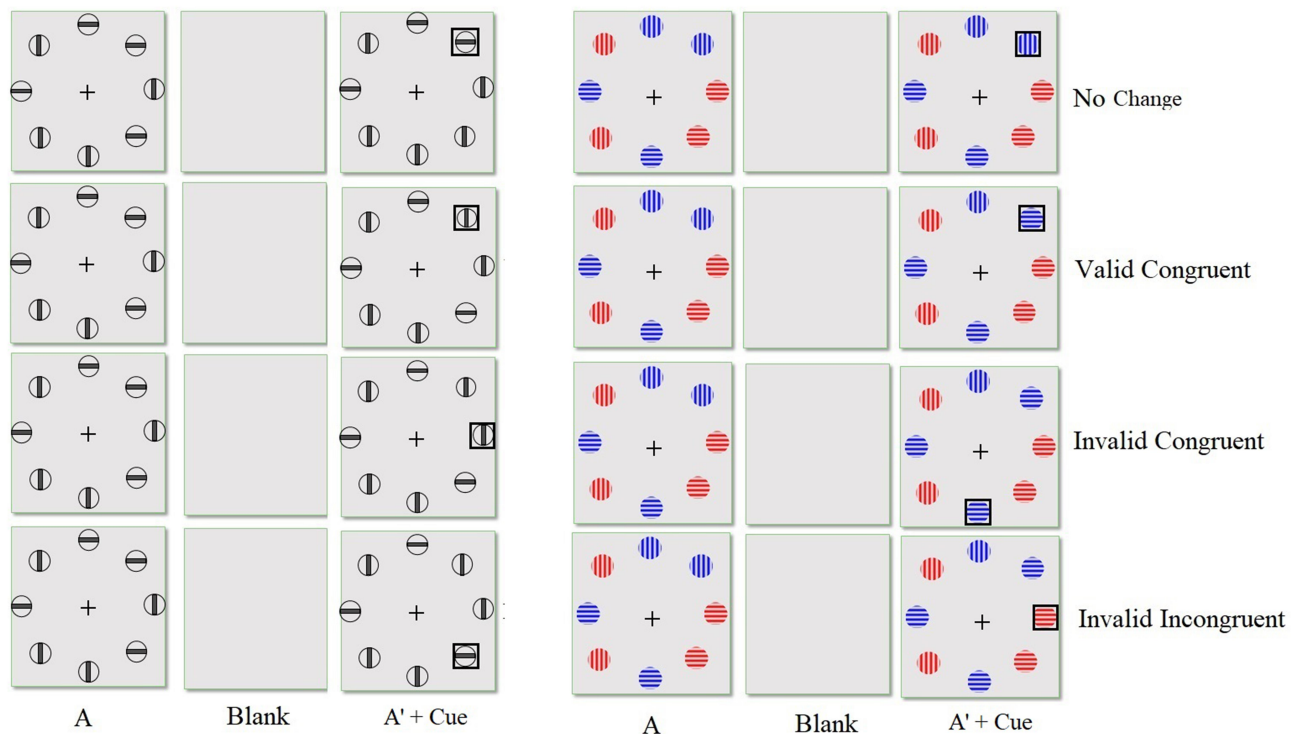 No Change
Valid Congruent
Invalid Congruent
Invalid Incongruent
A
Blank
A' + Cue
A
Blank
A' + Cue